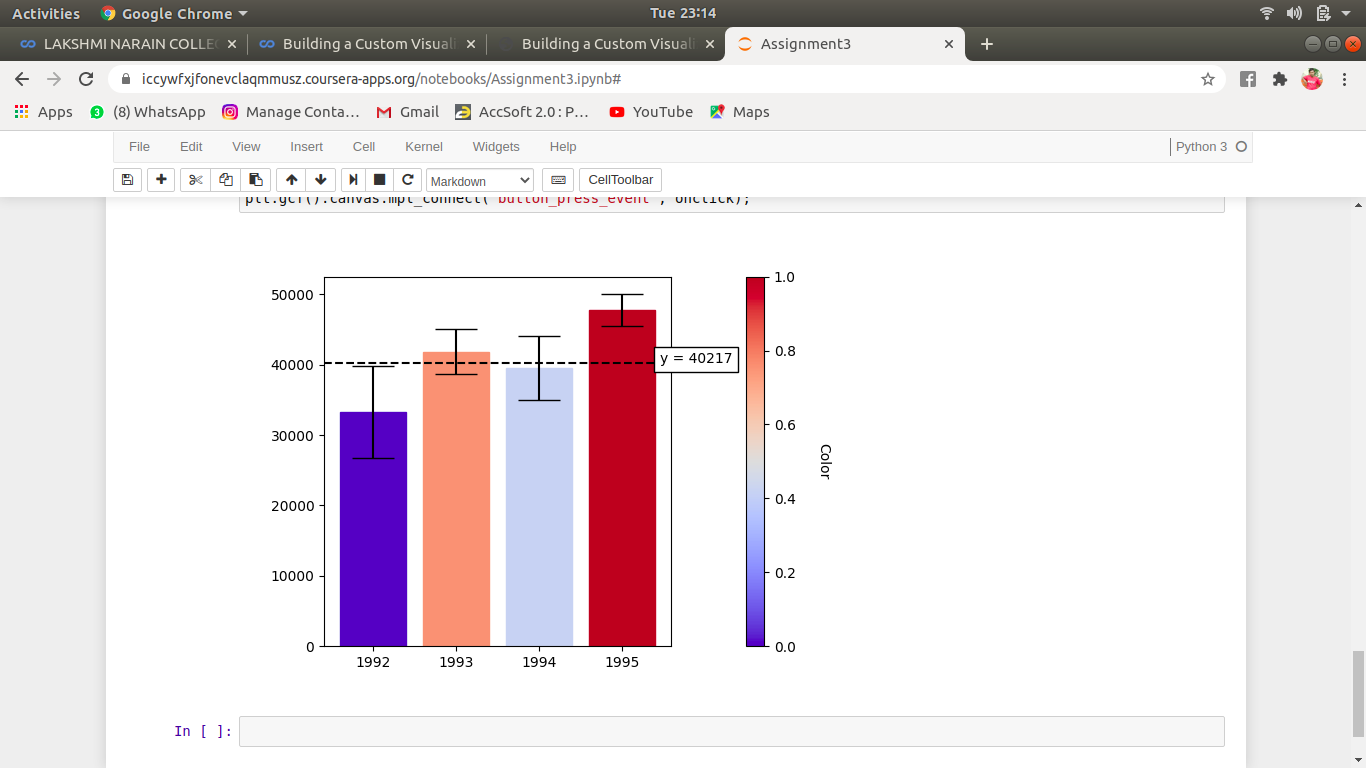 Activities Google Chrome Tue 23:14
LAKSHMI NARAIN COLLEG Building a Custom Visuali Building a Custom Visuali Assignment3
iccywfxjfonevclaqmmusz.coursera-apps.org/notebooks/Assignment3.ipynb#
Apps (8) WhatsApp Manage Conta... Gmail AccSoft 2.0 : P... YouTube Maps
File Edit View Insert Cell Kernel Widgets Help Python 3
Markdown CellToolbar
plt.gcf().canvas.mpl_connect('button_press_event', onclick);
50000
40000
30000
20000
10000
0
1992 1993 1994 1995
y = 40217
1.0
0.8
0.6
0.4
0.2
0.0
Color
In [ ]: